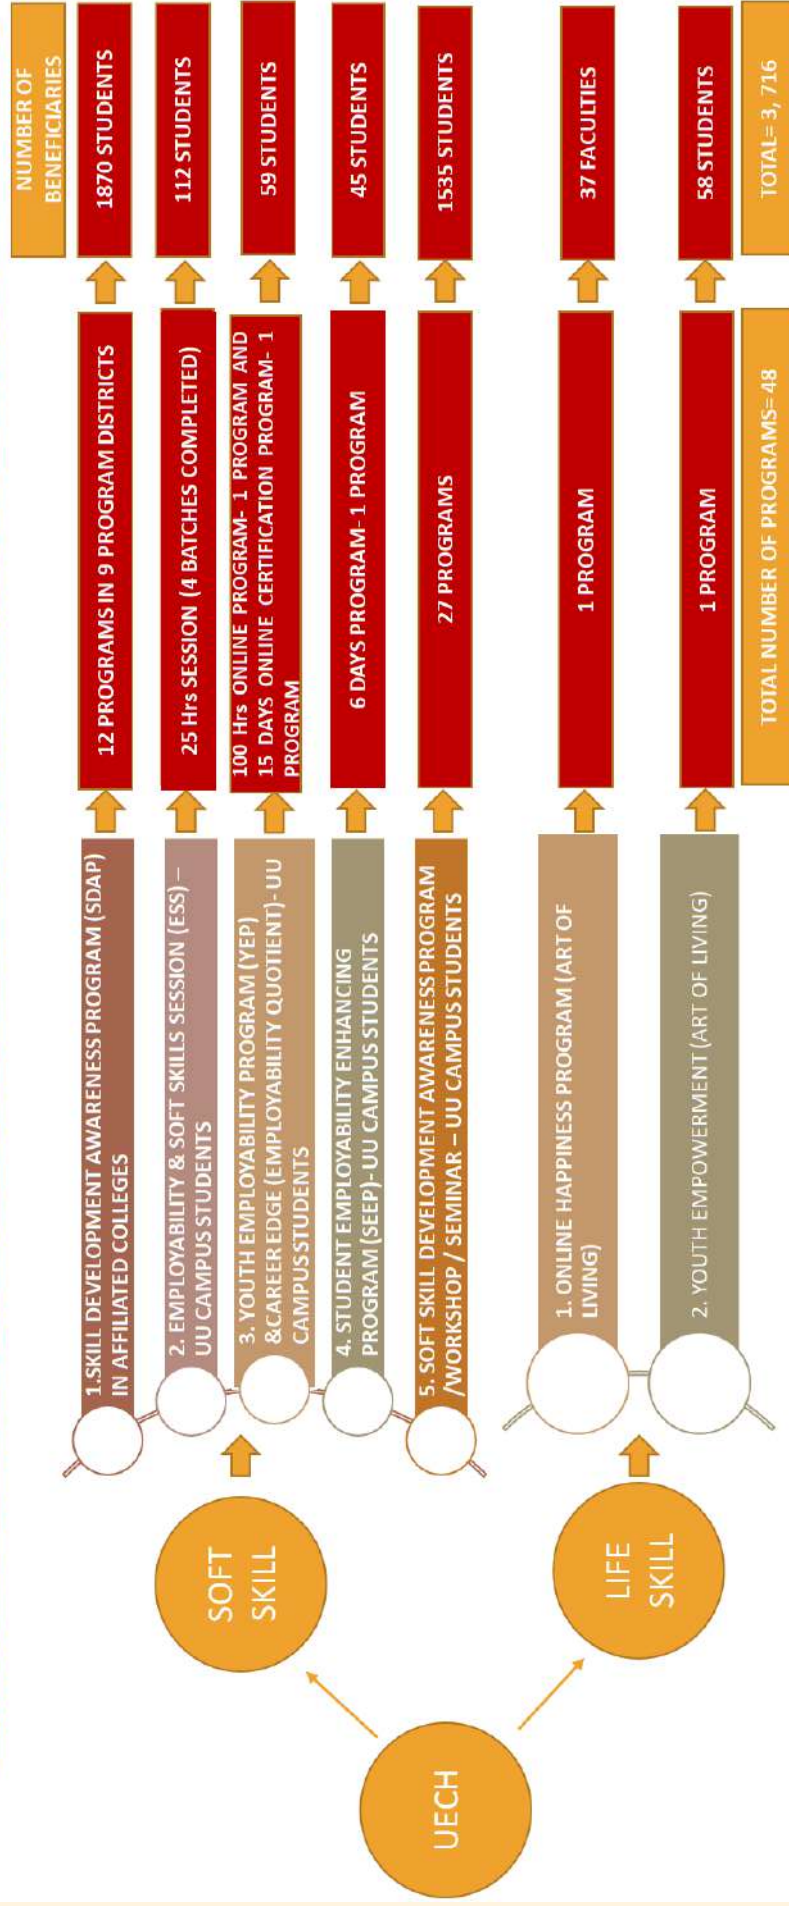 UECH
SOFT
SKILL
LIFE
SKILL
NUMBER OF
BENEFICIARIES
1.SKILL DEVELOPMENT AWARENESS PROGRAM (SDAP)
IN AFFILIATED COLLEGES
12 PROGRAMS IN 9 PROGRAM DISTRICTS
1870 STUDENTS
2. EMPLOYABILITY & SOFT SKILLS SESSION (ESS) –
UU CAMPUS STUDENTS
25 Hrs SESSION (4 BATCHES COMPLETED)
112 STUDENTS
3. YOUTH EMPLOYABILITY PROGRAM (YEP)
&CAREER EDGE (EMPLOYABILITY QUOTIENT)- UU
CAMPUS STUDENTS
100 Hrs ONLINE PROGRAM- 1 PROGRAM AND
15 DAYS ONLINE CERTIFICATION PROGRAM- 1
PROGRAM
59 STUDENTS
4. STUDENT EMPLOYABILITY ENHANCING
PROGRAM (SEEP)- UU CAMPUS STUDENTS
6 DAYS PROGRAM-1 PROGRAM
45 STUDENTS
5. SOFT SKILL DEVELOPMENT AWARENESS PROGRAM
/WORKSHOP / SEMINAR – UU CAMPUS STUDENTS
27 PROGRAMS
1535 STUDENTS
1. ONLINE HAPPINESS PROGRAM (ART OF
LIVING)
1 PROGRAM
37 FACULTIES
2. YOUTH EMPOWERMENT (ART OF LIVING)
1 PROGRAM
58 STUDENTS
TOTAL NUMBER OF PROGRAMS= 48
TOTAL= 3, 716